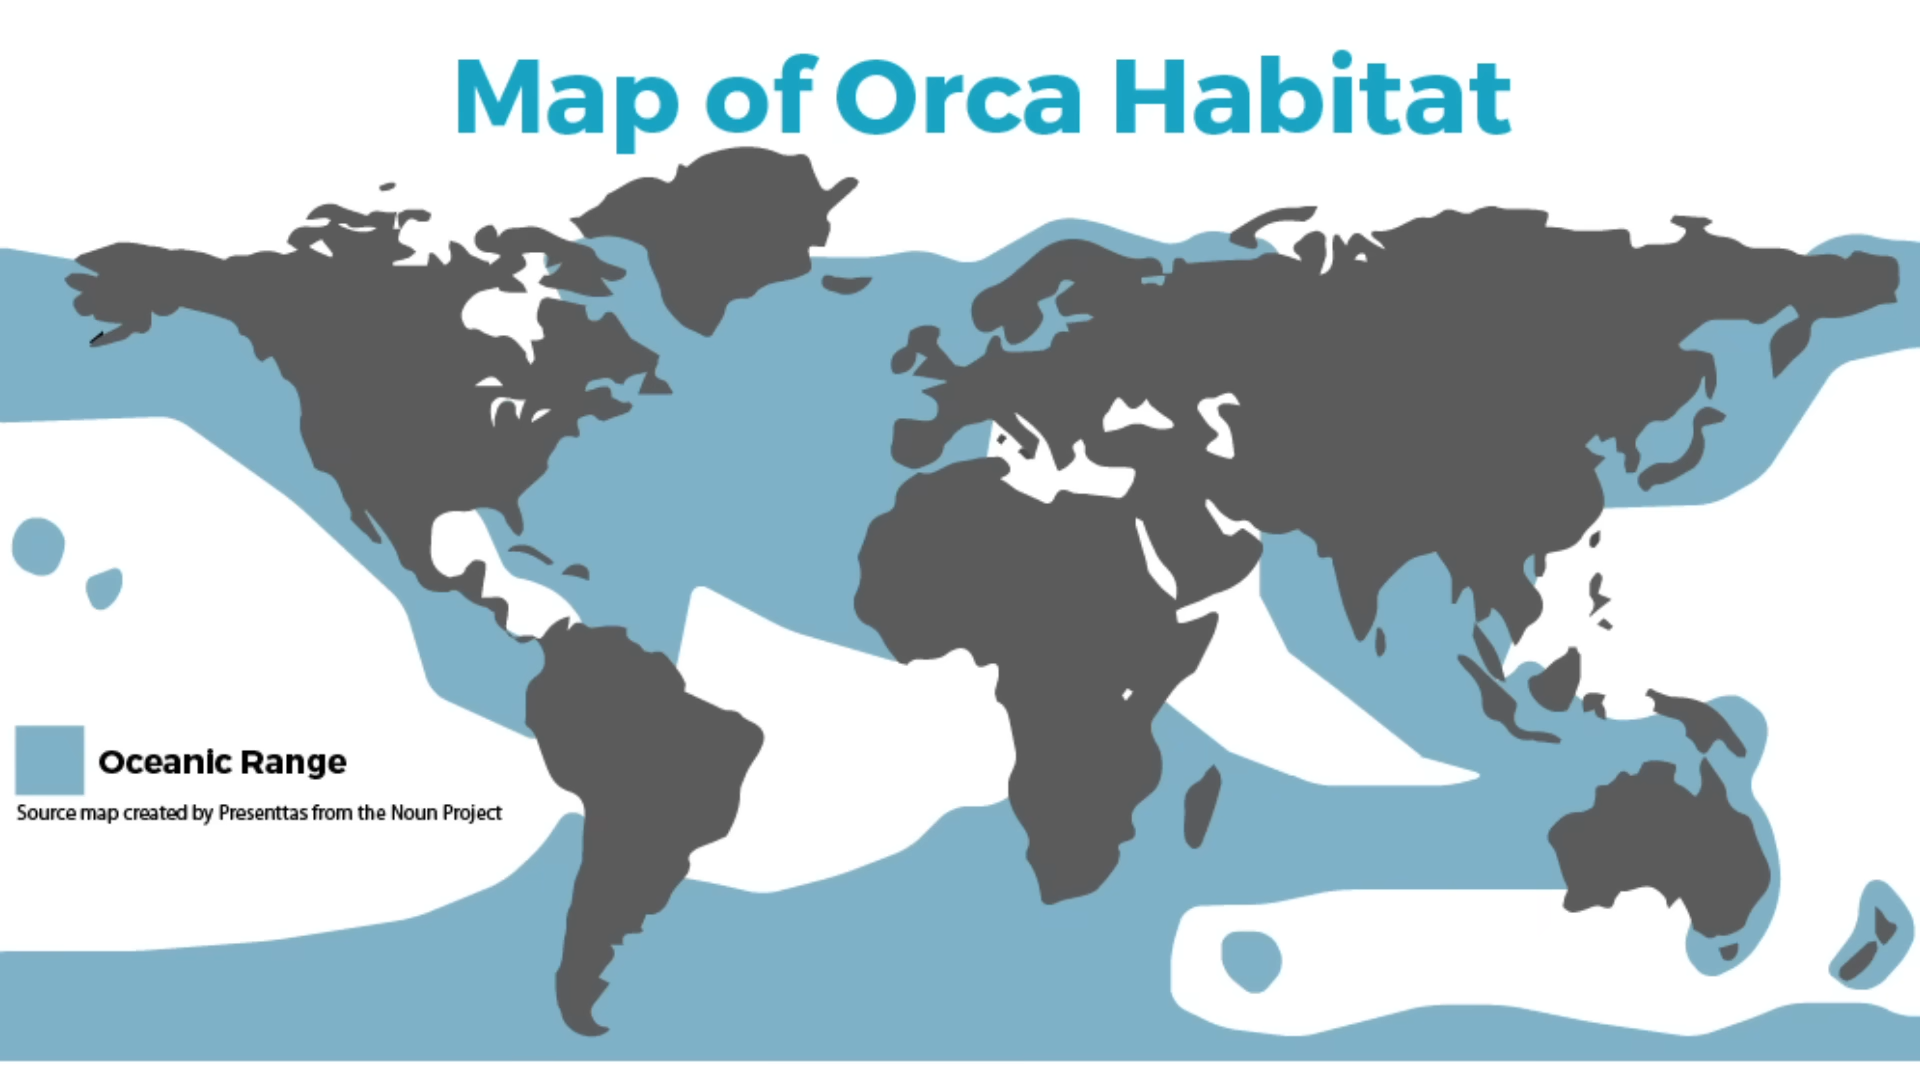 Map of Orca Habitat
Oceanic Range
Source map created by Presenttas from the Noun Project